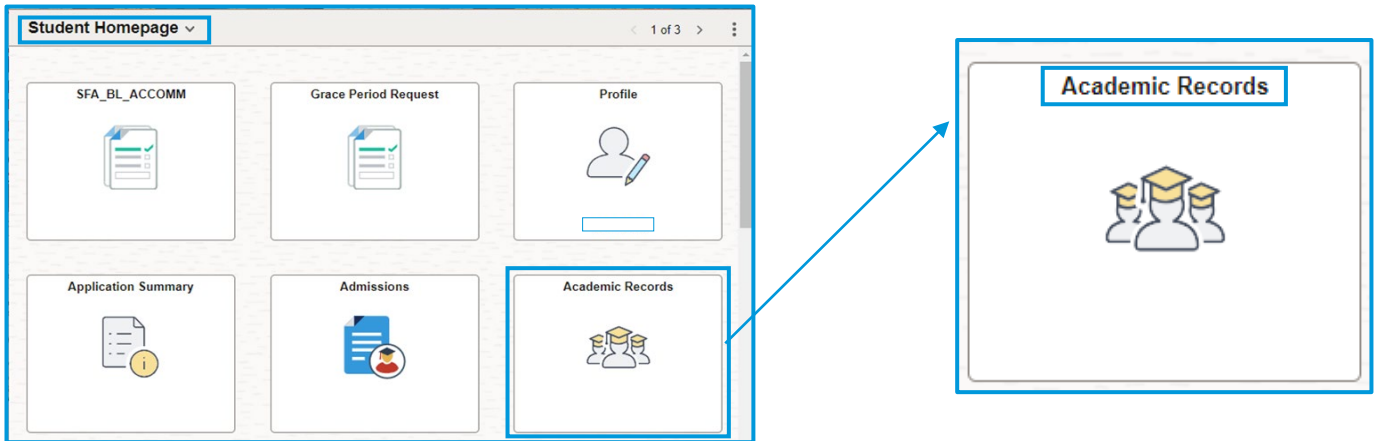 Student Homepage
1 of 3
SFA_BL_ACCOMM
Grace Period Request
Profile
Application Summary
Admissions
Academic Records
i
Academic Records